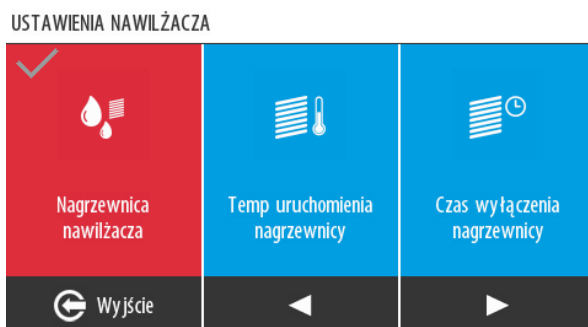 USTAWIENIA NAWILŻACZA
Nagrzewnica
nawilżacza
Temp uruchomienia
nagrzewnicy
Czas wyłączenia
nagrzewnicy
Wyjście